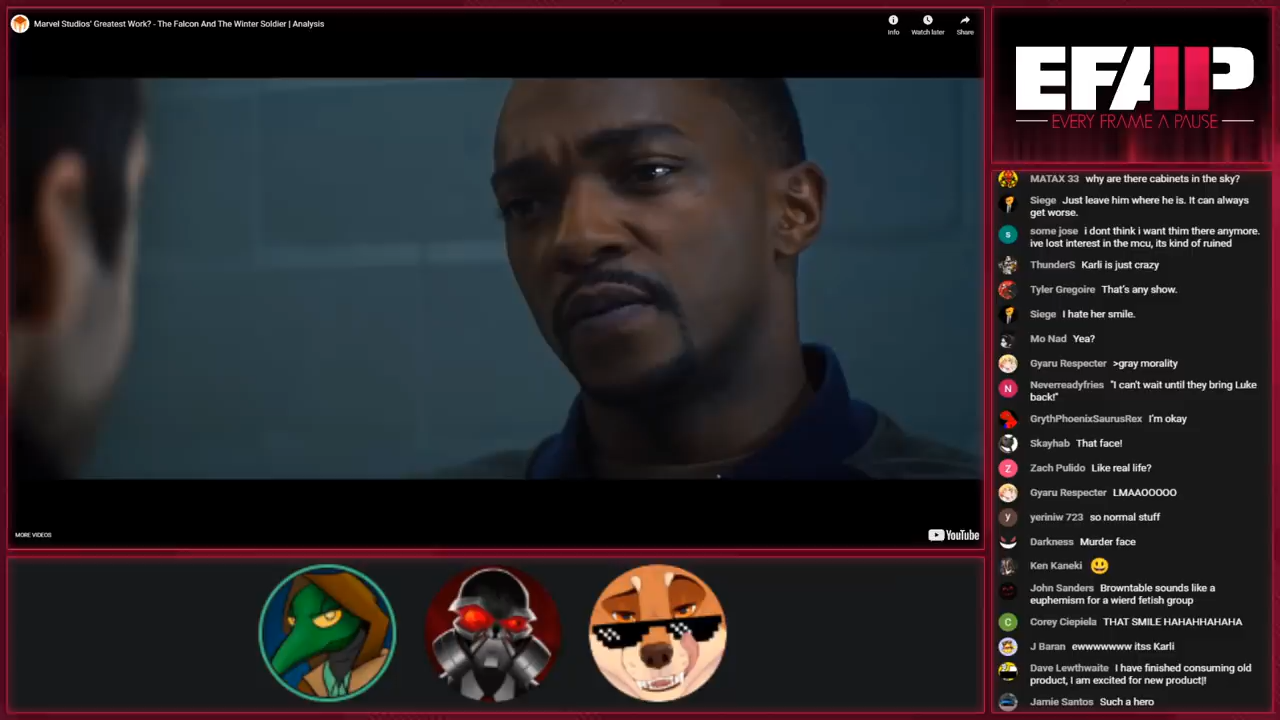 Marvel Studios' Greatest Work? - The Falcon And The Winter Soldier | Analysis
Info
Watch later
Share
MORE VIDEOS
YouTube
EFAP
EVERY FRAME A PAUSE
MATAX 33 why are there cabinets in the sky?
Siege Just leave him where he is. It can always
get worse.
S
some jose i dont think i want thim there anymore.
ive lost interest in the mcu, its kind of ruined
ThunderS Karli is just crazy
Tyler Gregoire That's any show.
Siege I hate her smile.
Mo Nad Yea?
Gyaru Respecter >gray morality
N
Neverreadyfries "I can't wait until they bring Luke
back!"
GrythPhoenixSaurusRex I'm okay
Skayhab That face!
Z
Zach Pulido Like real life?
Gyaru Respecter LMAAOOOOO
y
yeriniw 723 so normal stuff
Darkness Murder face
Ken Kaneki 😃
John Sanders Browntable sounds like a
euphemism for a wierd fetish group
C
Corey Ciepiela THAT SMILE HAHAHHAHAHA
J Baran ewwwwwww itss Karli
Dave Lewthwaite I have finished consuming old
product, I am excited for new product|!
Jamie Santos Such a hero